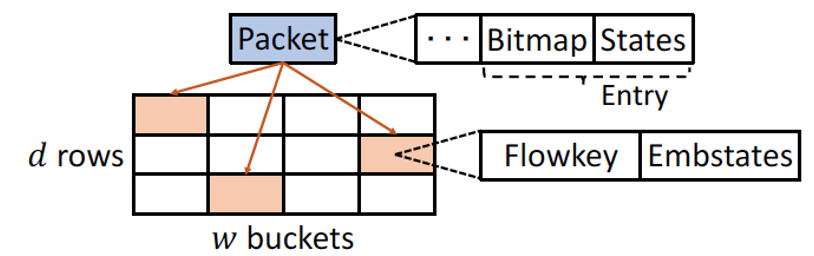 Packet
··· Bitmap States
Entry
d rows
Flowkey Embstates
w buckets